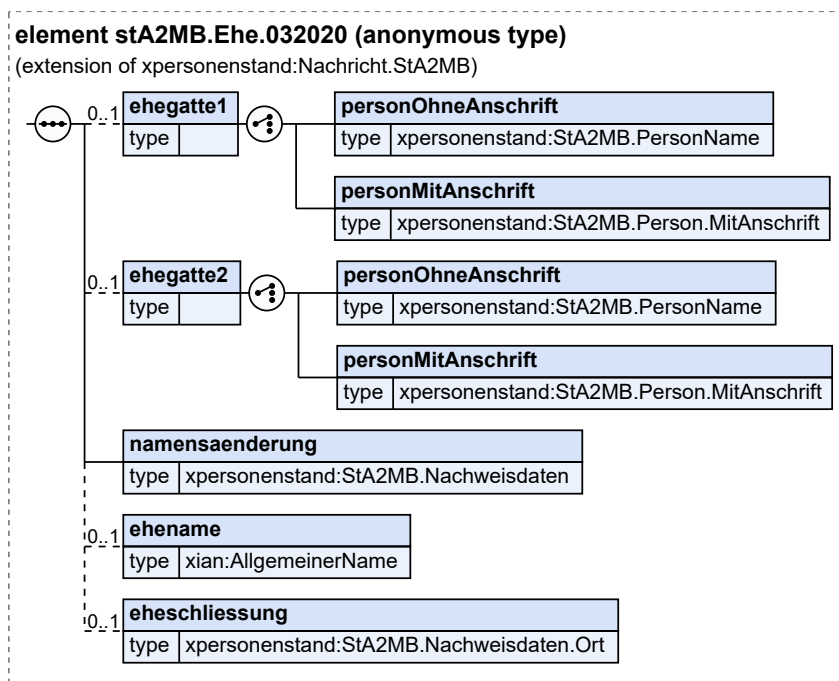 element stA2MB.Ehe.032020 (anonymous type)
(extension of xpersonenstand:Nachricht.StA2MB)
0..1
ehegatte1
type
personOhneAnschrift
type xpersonenstand:StA2MB.PersonName
personMitAnschrift
type xpersonenstand:StA2MB.Person.MitAnschrift
0..1
ehegatte2
type
personOhneAnschrift
type xpersonenstand:StA2MB.PersonName
personMitAnschrift
type xpersonenstand:StA2MB.Person.MitAnschrift
namensaenderung
type xpersonenstand:StA2MB.Nachweisdaten
0..1
ehename
type xian:AllgemeinerName
0..1
eheschliessung
type xpersonenstand:StA2MB.Nachweisdaten.Ort